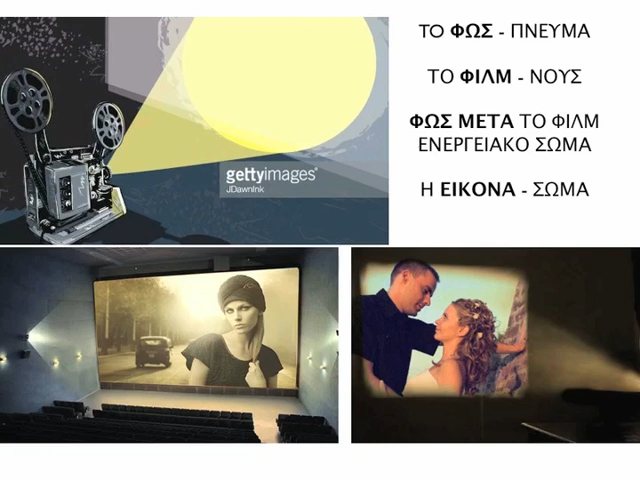 ΤΟ ΦΩΣ - ΠΝΕΥΜΑ
ΤΟ ΦΙΛΜ - ΝΟΥΣ
ΦΩΣ ΜΕΤΑ ΤΟ ΦΙΛΜ
ΕΝΕΡΓΕΙΑΚΟ ΣΩΜΑ
Η ΕΙΚΟΝΑ - ΣΩΜΑ
gettyimages®
JDawnInk